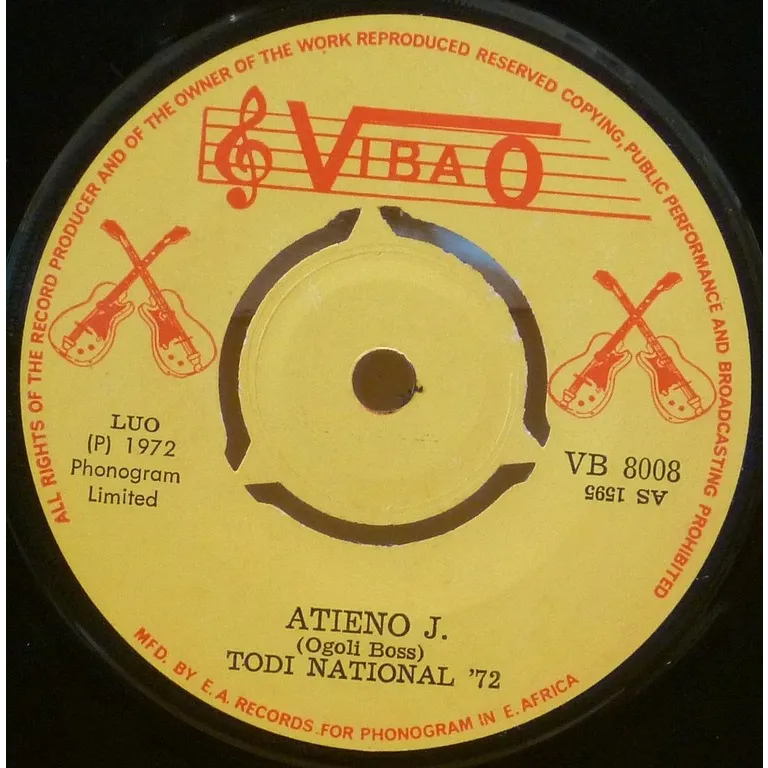 ALL RIGHTS OF THE RECORD PRODUCER AND OF THE OWNER OF THE WORK REPRODUCED RESERVED COPYING, PUBLIC PERFORMANCE AND BROADCASTING PROHIBITED
VIBAO
LUO
(P) 1972
Phonogram
Limited
VB 8008
AS 1595
ATIENO J.
(Ogoli Boss)
TODI NATIONAL '72
MFD. BY E.A. RECORDS FOR PHONOGRAM IN E. AFRICA